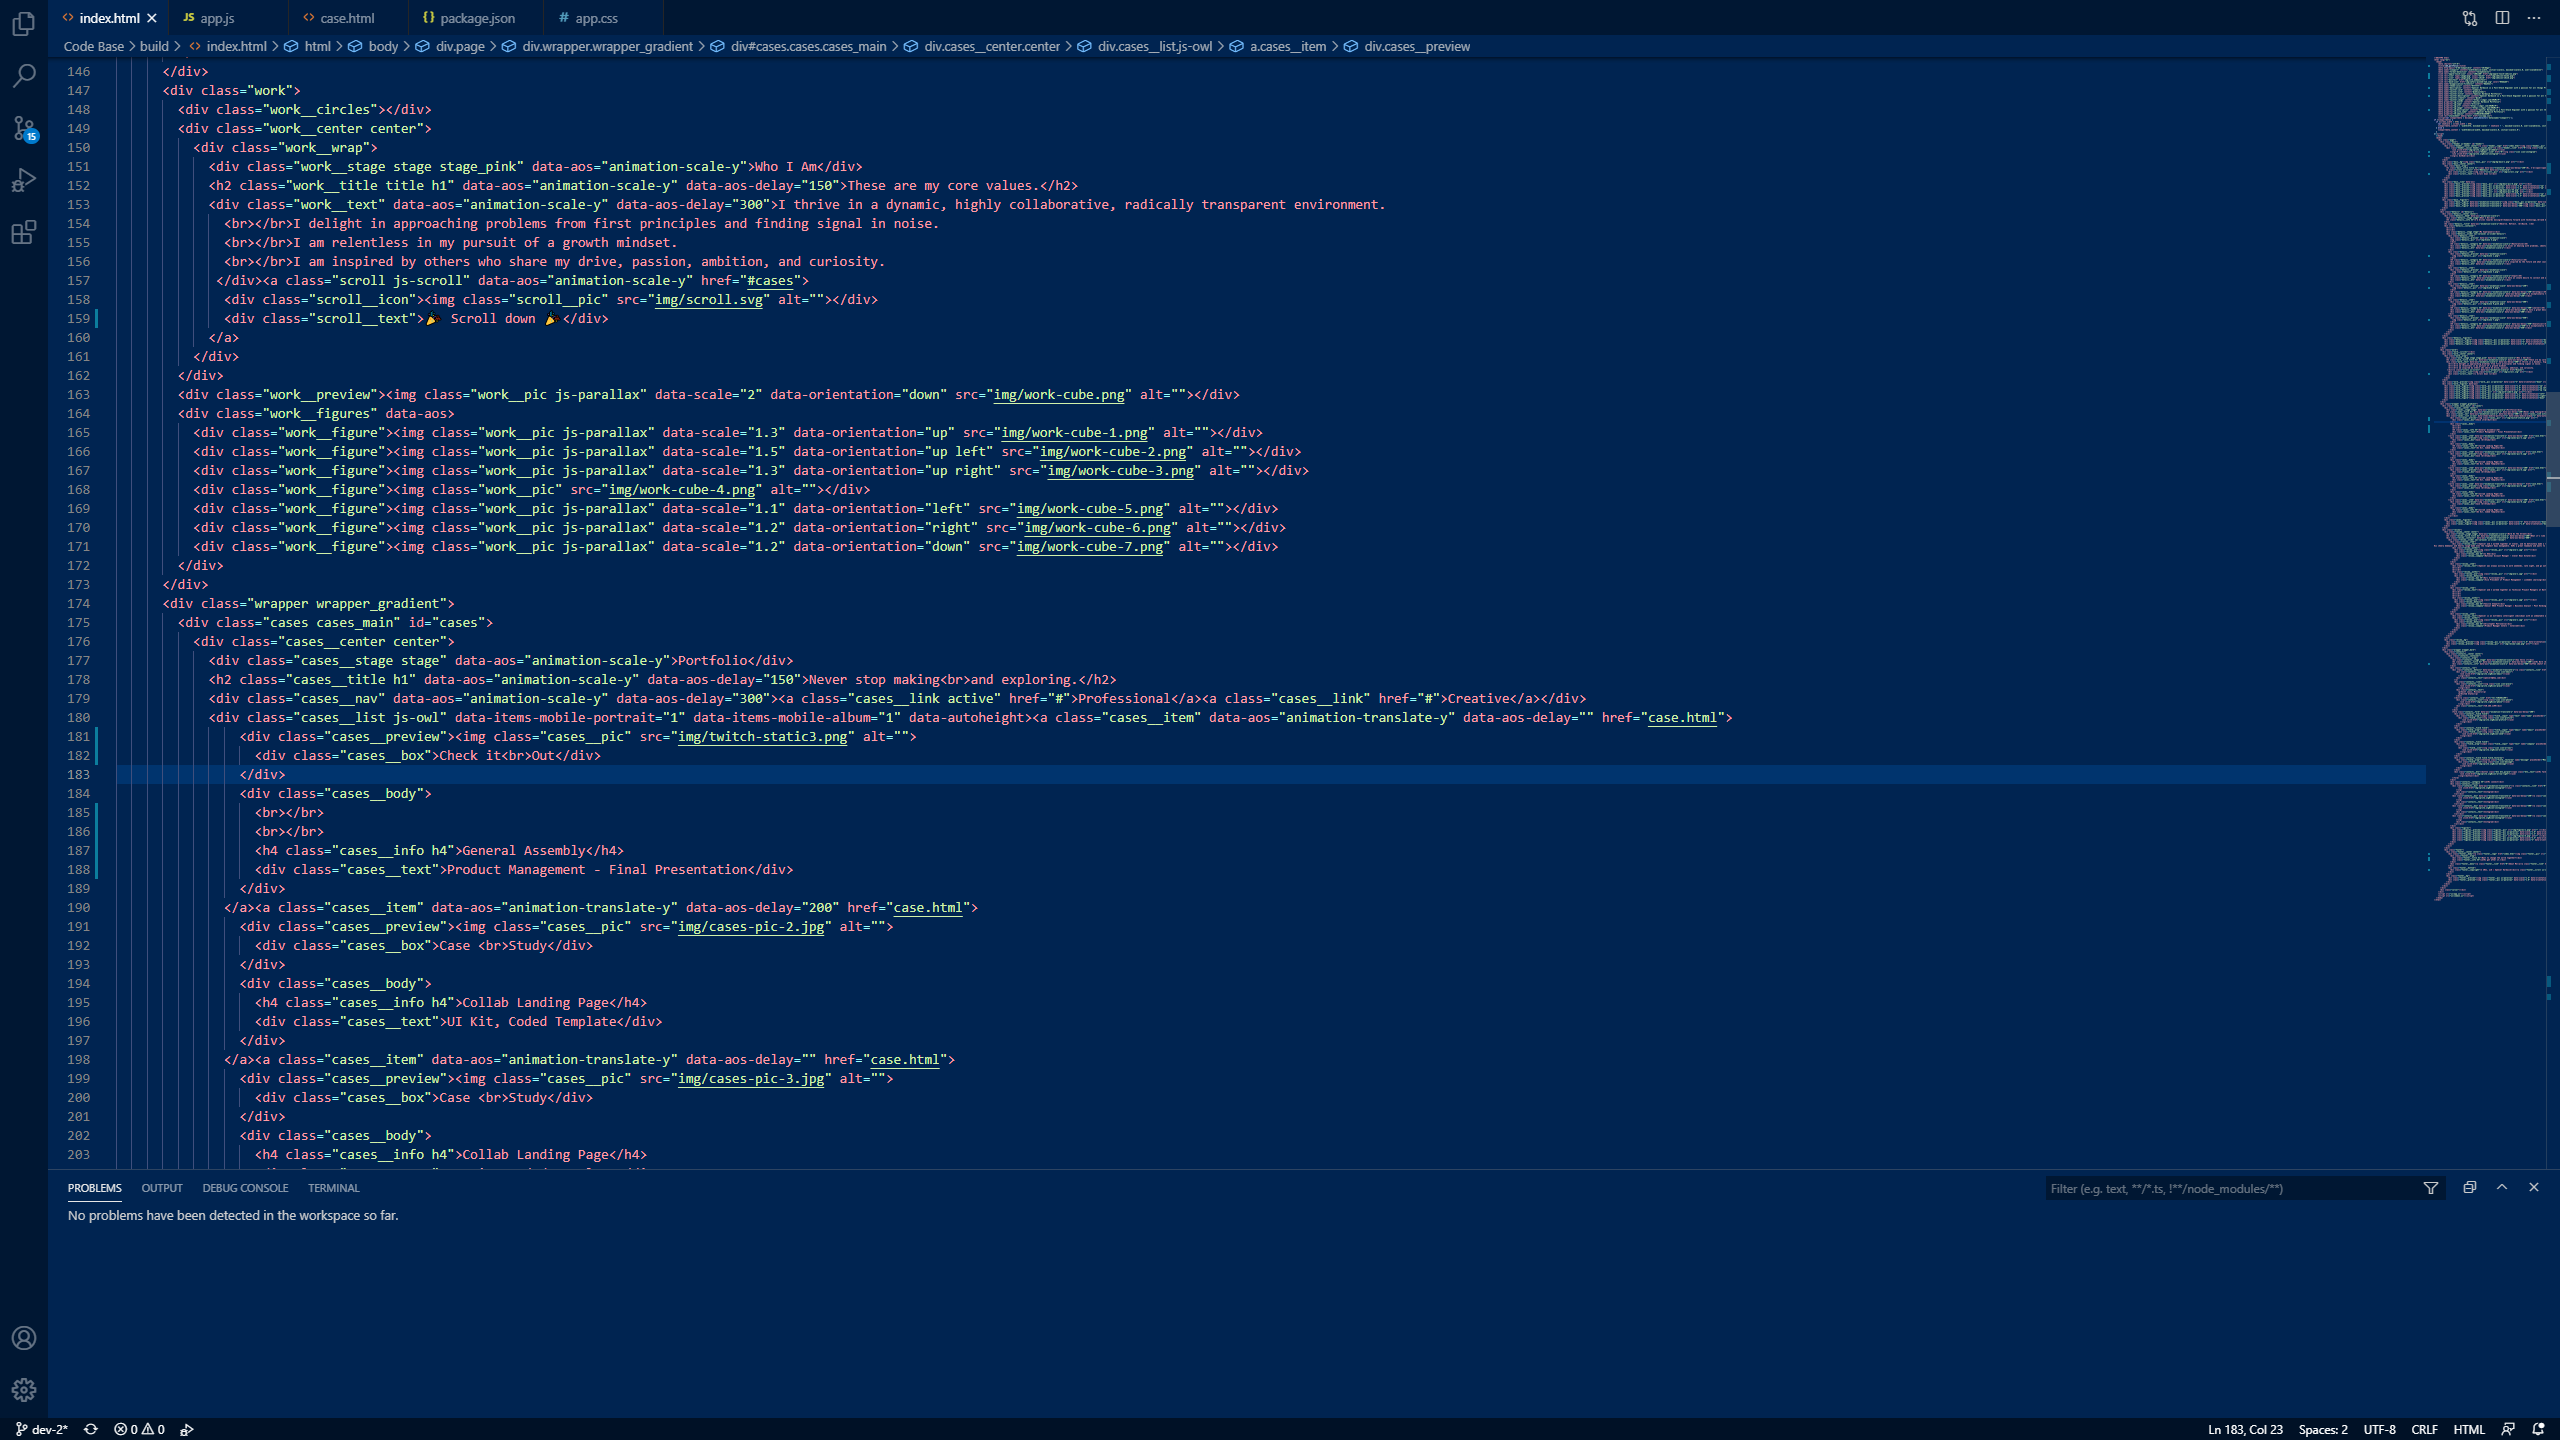 index.html
app.js
case.html
package.json
app.css
Code Base > build > index.html > html > body > div.page > div.wrapper.wrapper_gradient > div#cases.cases.cases_main > div.cases__center.center > div.cases__list.js-owl > a.cases__item > div.cases__preview
146 </div>
147 <div class="work">
148 <div class="work__circles"></div>
149 <div class="work__center center">
150 <div class="work__wrap">
151 <div class="work__stage stage stage_pink" data-aos="animation-scale-y">Who I Am</div>
152 <h2 class="work__title title h1" data-aos="animation-scale-y" data-aos-delay="150">These are my core values.</h2>
153 <div class="work__text" data-aos="animation-scale-y" data-aos-delay="300">I thrive in a dynamic, highly collaborative, radically transparent environment.
154 <br></br>I delight in approaching problems from first principles and finding signal in noise.
155 <br></br>I am relentless in my pursuit of a growth mindset.
156 <br></br>I am inspired by others who share my drive, passion, ambition, and curiosity.
157 </div><a class="scroll js-scroll" data-aos="animation-scale-y" href="#cases">
158 <div class="scroll__icon"><img class="scroll__pic" src="img/scroll.svg" alt=""></div>
159 <div class="scroll__text">🎉 Scroll down 🎉</div>
160 </a>
161 </div>
162 </div>
163 <div class="work__preview"><img class="work__pic js-parallax" data-scale="2" data-orientation="down" src="img/work-cube.png" alt=""></div>
164 <div class="work__figures" data-aos>
165 <div class="work__figure"><img class="work__pic js-parallax" data-scale="1.3" data-orientation="up" src="img/work-cube-1.png" alt=""></div>
166 <div class="work__figure"><img class="work__pic js-parallax" data-scale="1.5" data-orientation="up left" src="img/work-cube-2.png" alt=""></div>
167 <div class="work__figure"><img class="work__pic js-parallax" data-scale="1.3" data-orientation="up right" src="img/work-cube-3.png" alt=""></div>
168 <div class="work__figure"><img class="work__pic" src="img/work-cube-4.png" alt=""></div>
169 <div class="work__figure"><img class="work__pic js-parallax" data-scale="1.1" data-orientation="left" src="img/work-cube-5.png" alt=""></div>
170 <div class="work__figure"><img class="work__pic js-parallax" data-scale="1.2" data-orientation="right" src="img/work-cube-6.png" alt=""></div>
171 <div class="work__figure"><img class="work__pic js-parallax" data-scale="1.2" data-orientation="down" src="img/work-cube-7.png" alt=""></div>
172 </div>
173 </div>
174 <div class="wrapper wrapper_gradient">
175 <div class="cases cases_main" id="cases">
176 <div class="cases__center center">
177 <div class="cases__stage stage" data-aos="animation-scale-y">Portfolio</div>
178 <h2 class="cases__title h1" data-aos="animation-scale-y" data-aos-delay="150">Never stop making<br>and exploring.</h2>
179 <div class="cases__nav" data-aos="animation-scale-y" data-aos-delay="300"><a class="cases__link active" href="#">Professional</a><a class="cases__link" href="#">Creative</a></div>
180 <div class="cases__list js-owl" data-items-mobile-portrait="1" data-items-mobile-album="1" data-autoheight><a class="cases__item" data-aos="animation-translate-y" data-aos-delay="" href="case.html">
181 <div class="cases__preview"><img class="cases__pic" src="img/twitch-static3.png" alt="">
182 <div class="cases__box">Check it<br>Out</div>
183 </div>
184 <div class="cases__body">
185 <br></br>
186 <br></br>
187 <h4 class="cases__info h4">General Assembly</h4>
188 <div class="cases__text">Product Management - Final Presentation</div>
189 </div>
190 </a><a class="cases__item" data-aos="animation-translate-y" data-aos-delay="200" href="case.html">
191 <div class="cases__preview"><img class="cases__pic" src="img/cases-pic-2.jpg" alt="">
192 <div class="cases__box">Case <br>Study</div>
193 </div>
194 <div class="cases__body">
195 <h4 class="cases__info h4">Collab Landing Page</h4>
196 <div class="cases__text">UI Kit, Coded Template</div>
197 </div>
198 </a><a class="cases__item" data-aos="animation-translate-y" data-aos-delay="" href="case.html">
199 <div class="cases__preview"><img class="cases__pic" src="img/cases-pic-3.jpg" alt="">
200 <div class="cases__box">Case <br>Study</div>
201 </div>
202 <div class="cases__body">
203 <h4 class="cases__info h4">Collab Landing Page</h4>
15
PROBLEMS OUTPUT DEBUG CONSOLE TERMINAL
Filter (e.g. text, **/*.ts, !**/node_modules/**)
No problems have been detected in the workspace so far.
dev-2* 0 0
Ln 183, Col 23 Spaces: 2 UTF-8 CRLF HTML